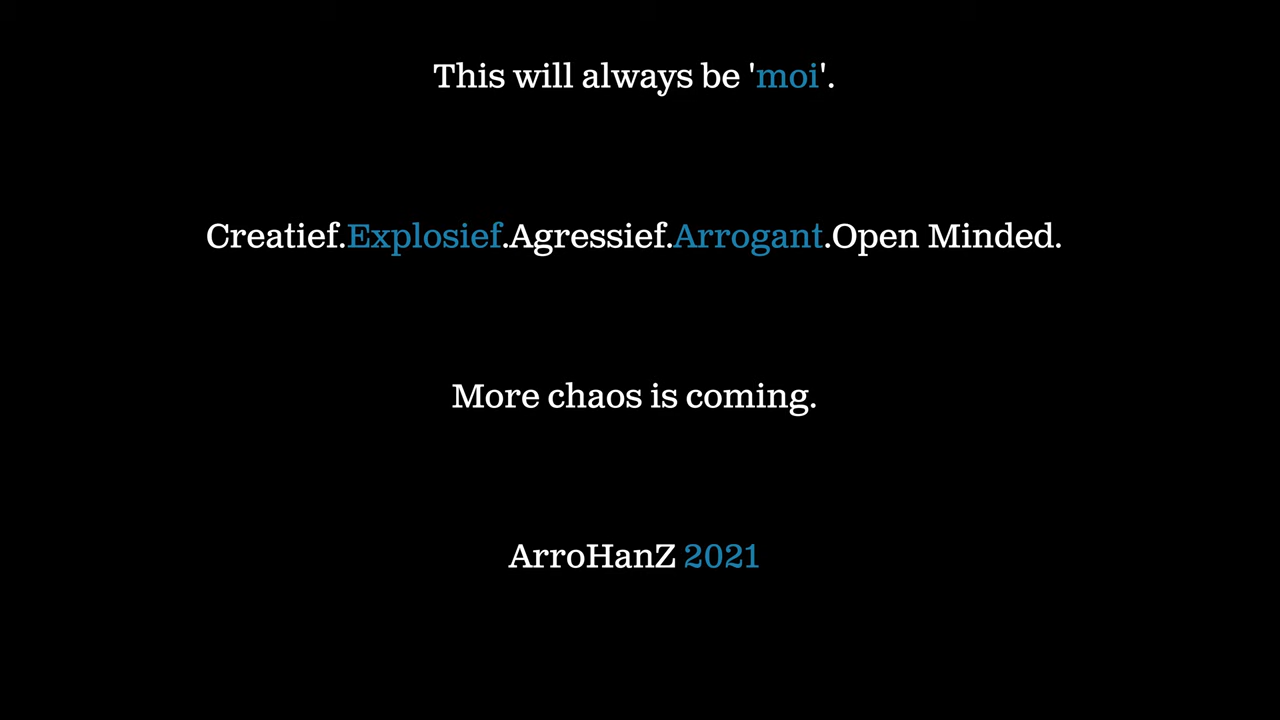 This will always be 'moi'.
Creatief.Explosief.Agressief.Arrogant.Open Minded.
More chaos is coming.
ArroHanZ 2021